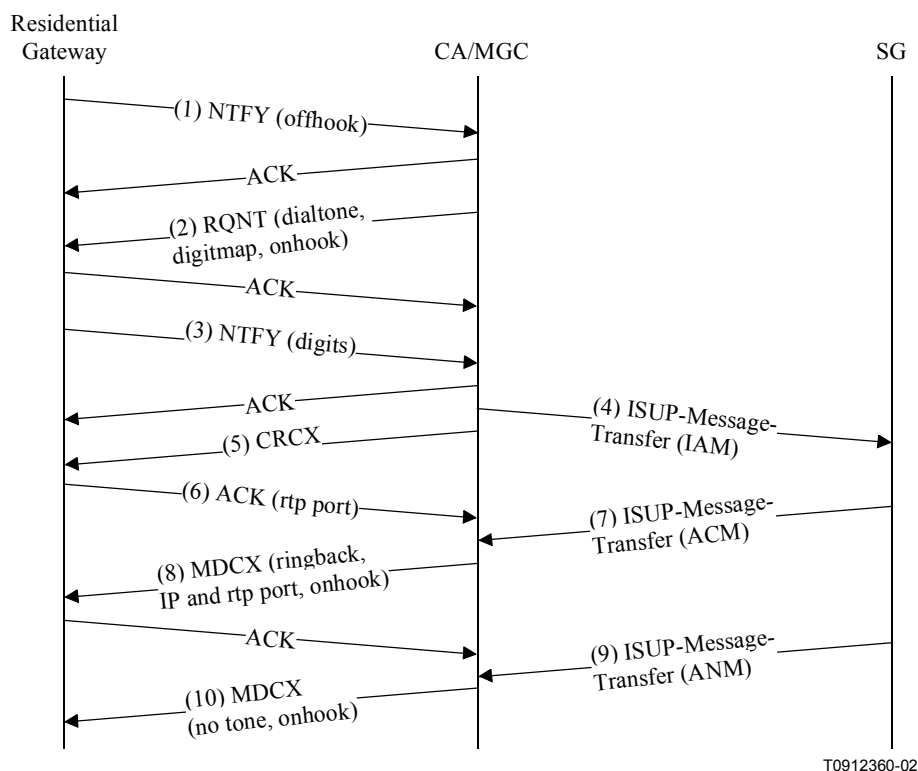 Residential
Gateway
CA/MGC
SG
(1) NTFY (offhook)
ACK
(2) RQNT (dialtone,
digitmap, onhook)
ACK
(3) NTFY (digits)
ACK
(4) ISUP-Message-
Transfer (IAM)
(5) CRCX
(6) ACK (rtp port)
(7) ISUP-Message-
Transfer (ACM)
(8) MDCX (ringback,
IP and rtp port, onhook)
ACK
(9) ISUP-Message-
Transfer (ANM)
(10) MDCX
(no tone, onhook)
T0912360-02